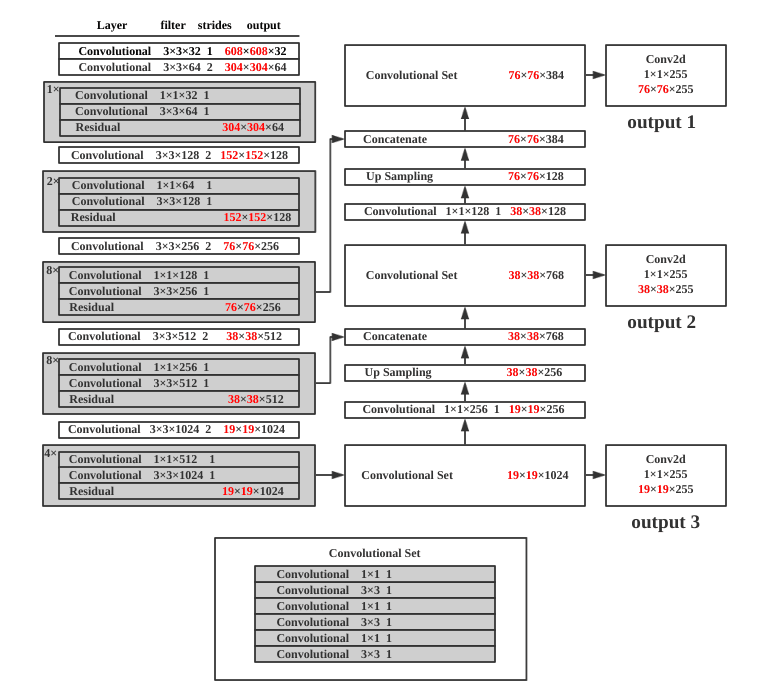 Layer filter strides output
Convolutional 3×3×32 1 608×608×32
Convolutional 3×3×64 2 304×304×64
1×
Convolutional 1×1×32 1
Convolutional 3×3×64 1
Residual 304×304×64
Convolutional 3×3×128 2 152×152×128
2×
Convolutional 1×1×64 1
Convolutional 3×3×128 1
Residual 152×152×128
Convolutional 3×3×256 2 76×76×256
8×
Convolutional 1×1×128 1
Convolutional 3×3×256 1
Residual 76×76×256
Convolutional 3×3×512 2 38×38×512
8×
Convolutional 1×1×256 1
Convolutional 3×3×512 1
Residual 38×38×512
Convolutional 3×3×1024 2 19×19×1024
4×
Convolutional 1×1×512 1
Convolutional 3×3×1024 1
Residual 19×19×1024
Convolutional Set 76×76×384
Concatenate 76×76×384
Up Sampling 76×76×128
Convolutional 1×1×128 1 38×38×128
Convolutional Set 38×38×768
Concatenate 38×38×768
Up Sampling 38×38×256
Convolutional 1×1×256 1 19×19×256
Convolutional Set 19×19×1024
Conv2d
1×1×255
76×76×255
output 1
Conv2d
1×1×255
38×38×255
output 2
Conv2d
1×1×255
19×19×255
output 3
Convolutional Set
Convolutional 1×1 1
Convolutional 3×3 1
Convolutional 1×1 1
Convolutional 3×3 1
Convolutional 1×1 1
Convolutional 3×3 1